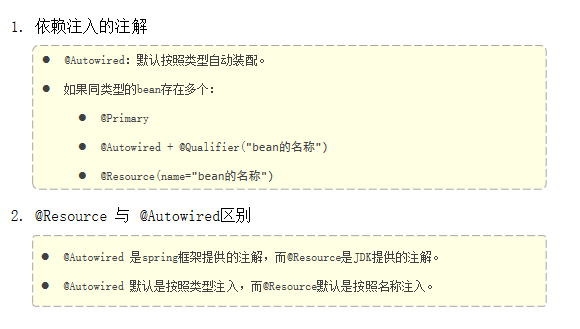 1. 依赖注入的注解
● @Autowired: 默认按照类型自动装配。
● 如果同类型的bean存在多个:
● @Primary
● @Autowired + @Qualifier("bean的名称")
● @Resource(name="bean的名称")
2. @Resource 与 @Autowired区别
● @Autowired 是spring框架提供的注解，而@Resource是JDK提供的注解。
● @Autowired 默认是按照类型注入，而@Resource默认是按照名称注入。